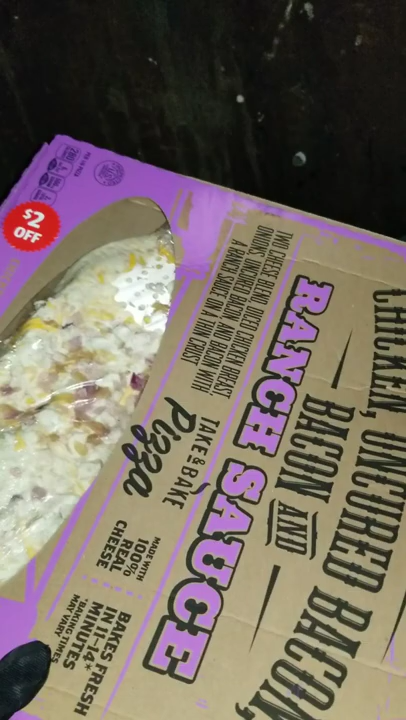 CHICKEN, UNCURED BACON,
BACON AND
RANCH SAUCE
TWO CHEESE BLEND, DICED CHICKEN BREAST,
ONIONS, UNCURED BACON, AND BACON WITH
A RANCH SAUCE ON A THIN CRUST
TAKE & BAKE
Pizza
MADE WITH
100%
REAL
CHEESE
BAKES FRESH
IN 11-14*
MINUTES
*BAKING TIMES
MAY VARY
$2
OFF